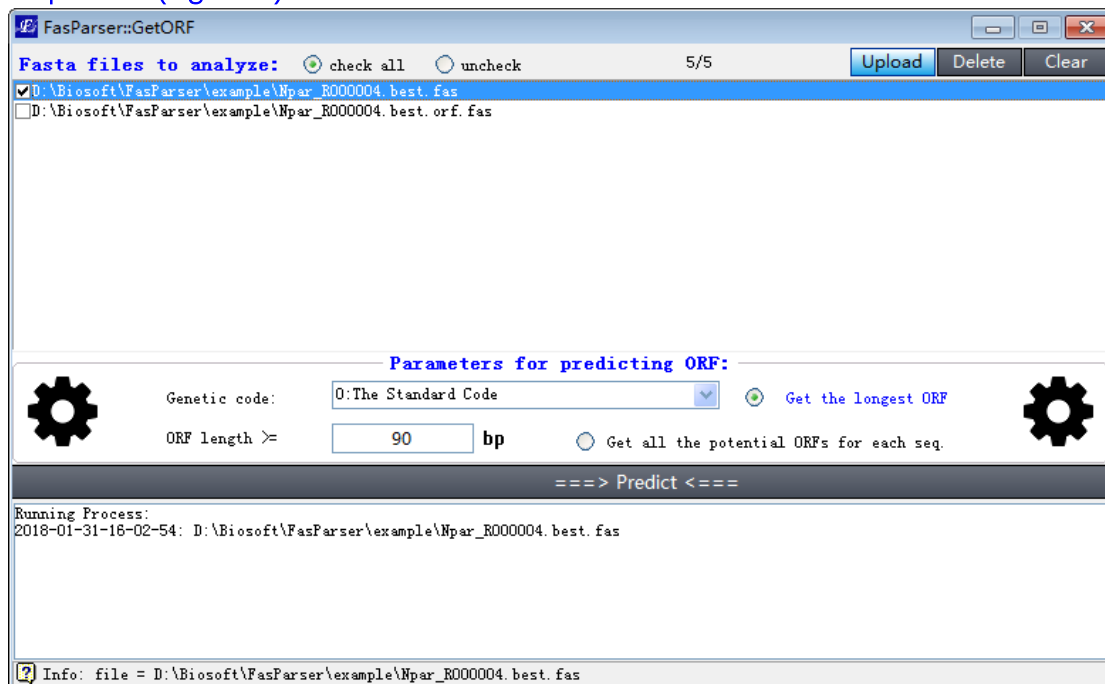 FasParser::GetORF
Fasta files to analyze: check all uncheck 5/5 Upload Delete Clear
D:\Biosoft\FasParser\example\Npar_R000004.best.fas
D:\Biosoft\FasParser\example\Npar_R000004.best.orf.fas
Parameters for predicting ORF:
Genetic code: 0:The Standard Code Get the longest ORF
ORF length >= 90 bp Get all the potential ORFs for each seq.
===> Predict <===
Running Process:
2018-01-31-16-02-54: D:\Biosoft\FasParser\example\Npar_R000004.best.fas
Info: file = D:\Biosoft\FasParser\example\Npar_R000004.best.fas